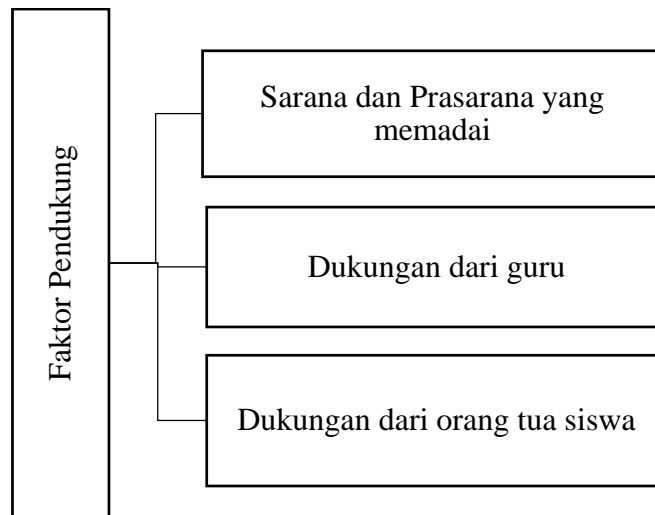 Faktor Pendukung
Sarana dan Prasarana yang
memadai
Dukungan dari guru
Dukungan dari orang tua siswa